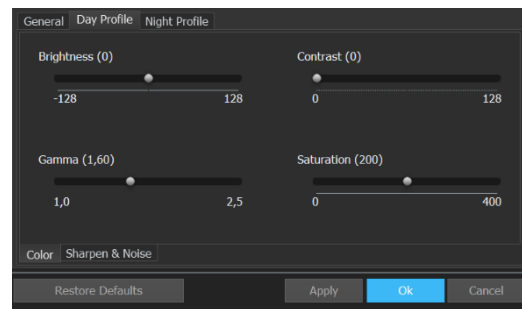 General Day Profile Night Profile
Brightness (0) Contrast (0)
-128 128 0 128
Gamma (1,60) Saturation (200)
1,0 2,5 0 400
Color Sharpen & Noise
Restore Defaults Apply Ok Cancel